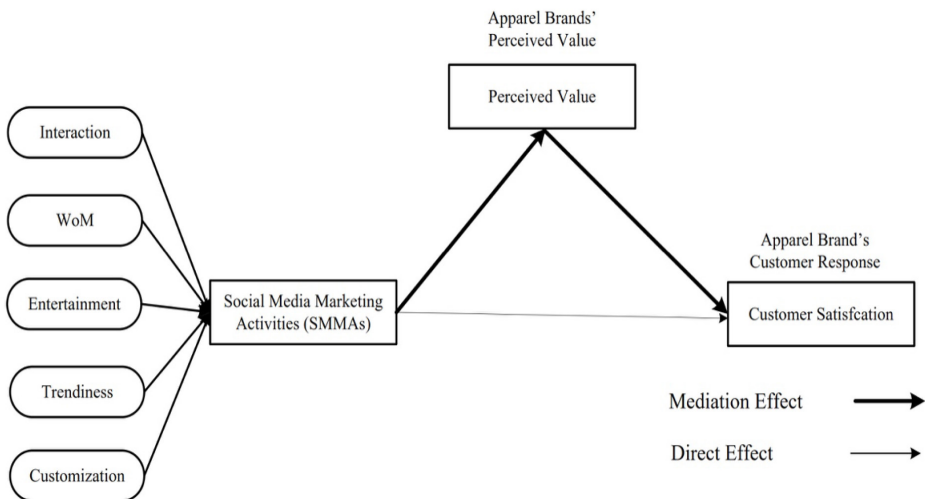 Apparel Brands'
Perceived Value
Perceived Value
Interaction
WoM
Entertainment
Trendiness
Customization
Social Media Marketing
Activities (SMMAs)
Apparel Brand's
Customer Response
Customer Satisfcation
Mediation Effect
Direct Effect